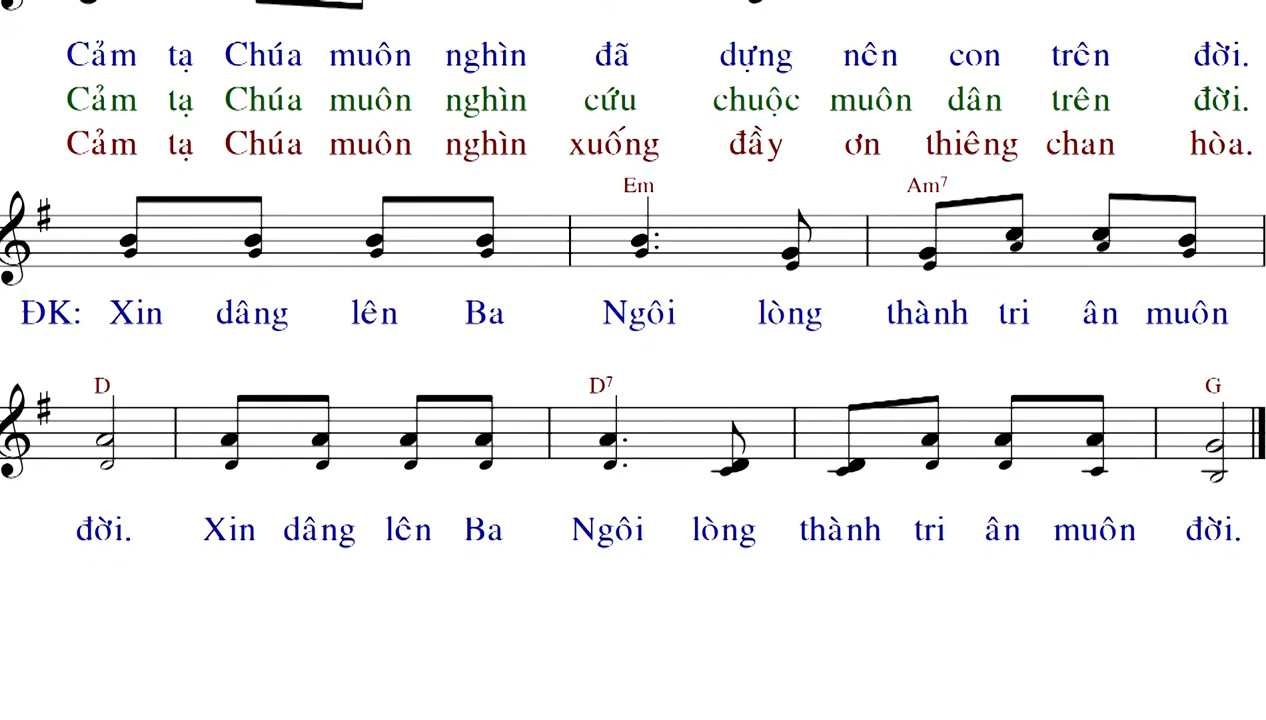 Cảm tạ Chúa muôn nghìn đã dựng nên con trên đời.
Cảm tạ Chúa muôn nghìn cứu chuộc muôn dân trên đời.
Cảm tạ Chúa muôn nghìn xuống đầy ơn thiêng chan hòa.
Em Am7
ĐK: Xin dâng lên Ba Ngôi lòng thành tri ân muôn
D D7 G
đời. Xin dâng lên Ba Ngôi lòng thành tri ân muôn đời.